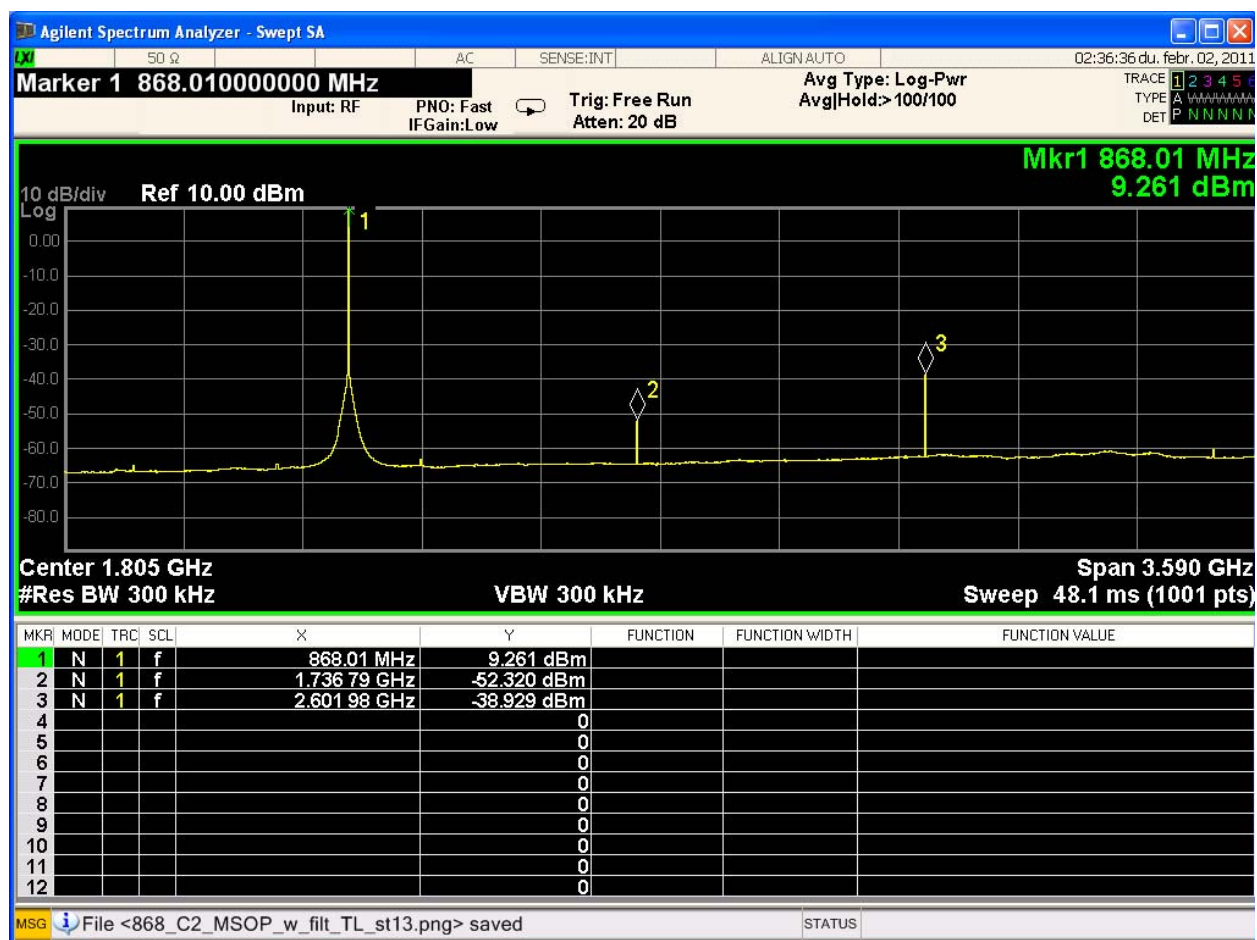 Agilent Spectrum Analyzer - Swept SA
LXI 50 Ω AC SENSE:INT ALIGN AUTO 02:36:36 du. febr. 02, 2011
Marker 1 868.010000000 MHz
Input: RF PNO: Fast IFGain:Low Trig: Free Run Atten: 20 dB
Avg Type: Log-Pwr Avg|Hold:> 100/100
TRACE 1 2 3 4 5 6
TYPE A
DET P N N N N N
Mkr1 868.01 MHz
9.261 dBm
10 dB/div Ref 10.00 dBm
Log
1
0.00
-10.0
-20.0
-30.0
3
-40.0
2
-50.0
-60.0
-70.0
-80.0
Center 1.805 GHz Span 3.590 GHz
#Res BW 300 kHz VBW 300 kHz Sweep 48.1 ms (1001 pts)
MKR MODE TRC SCL X Y FUNCTION FUNCTION WIDTH FUNCTION VALUE
1 N 1 f 868.01 MHz 9.261 dBm
2 N 1 f 1.736 79 GHz -52.320 dBm
3 N 1 f 2.601 98 GHz -38.929 dBm
4 0
5 0
6 0
7 0
8 0
9 0
10 0
11 0
12 0
MSG File <868_C2_MSOP_w_filt_TL_st13.png> saved STATUS